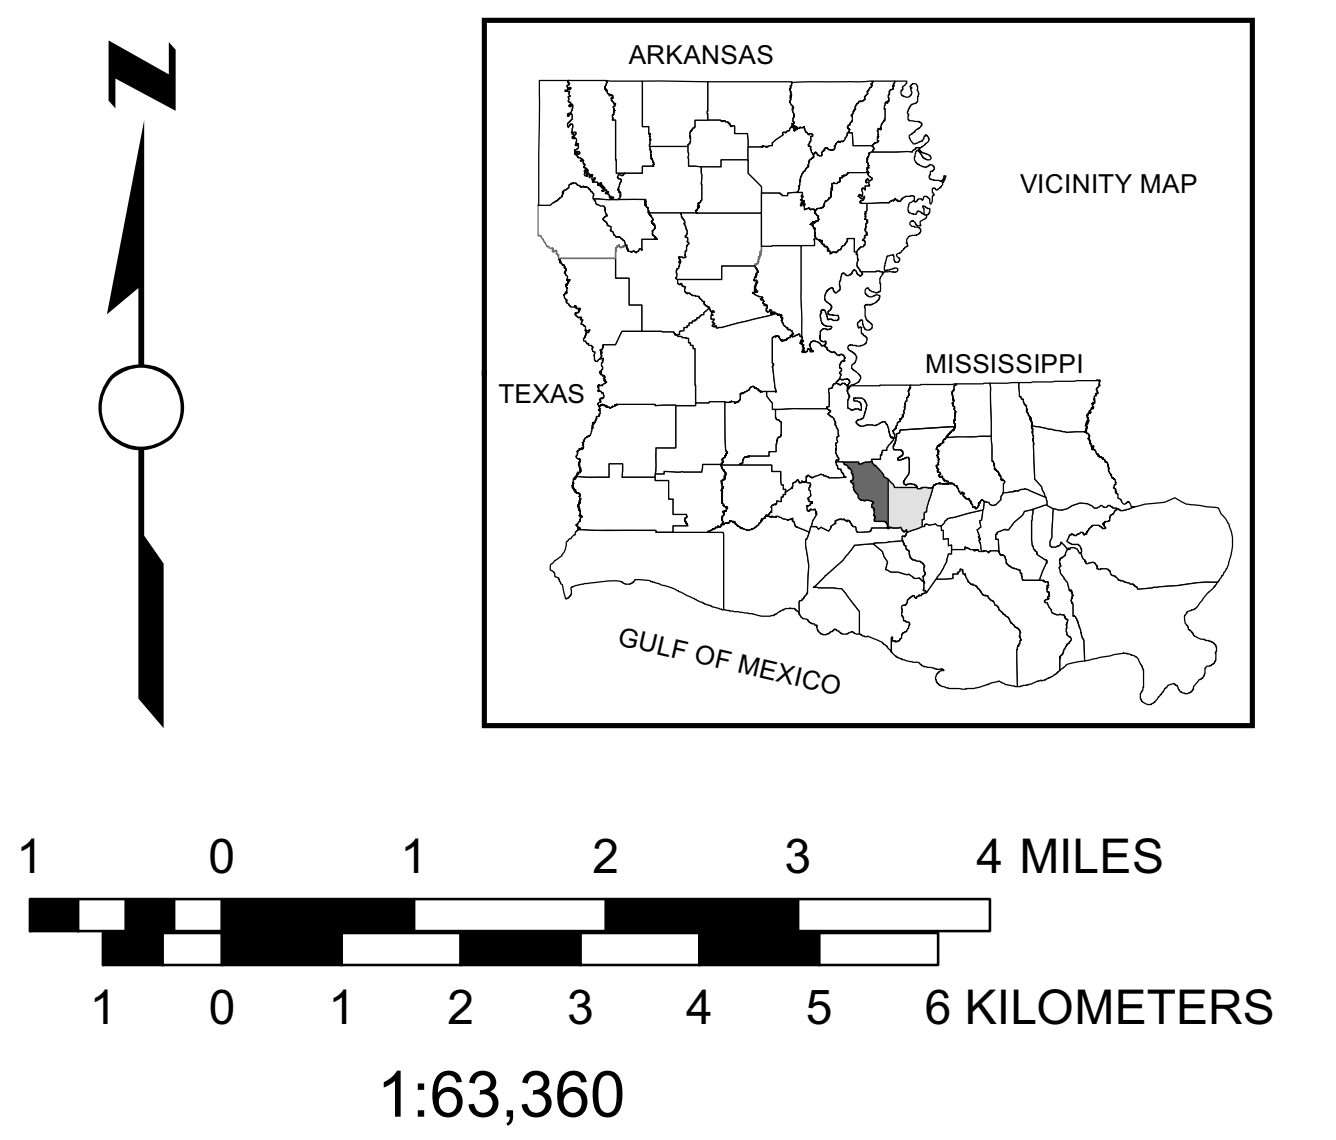 N
ARKANSAS
VICINITY MAP
MISSISSIPPI
TEXAS
GULF OF MEXICO
1 0 1 2 3 4 MILES
1 0 1 2 3 4 5 6 KILOMETERS
1:63,360